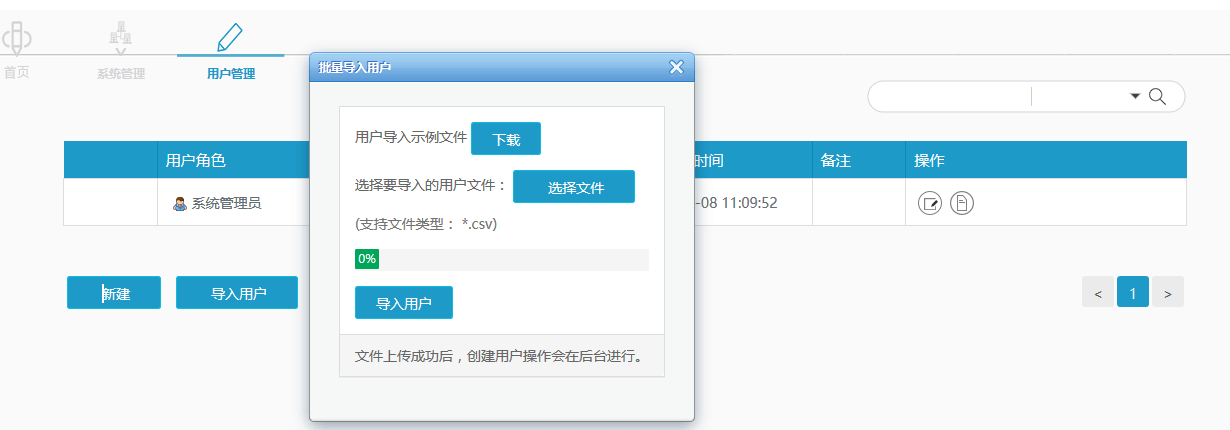 首页
系统管理
用户管理
批量导入用户
用户角色
时间
备注
操作
系统管理员
-08 11:09:52
用户导入示例文件
下载
选择要导入的用户文件：
选择文件
(支持文件类型： *.csv)
0%
导入用户
文件上传成功后，创建用户操作会在后台进行。
新建
导入用户
<
1
>